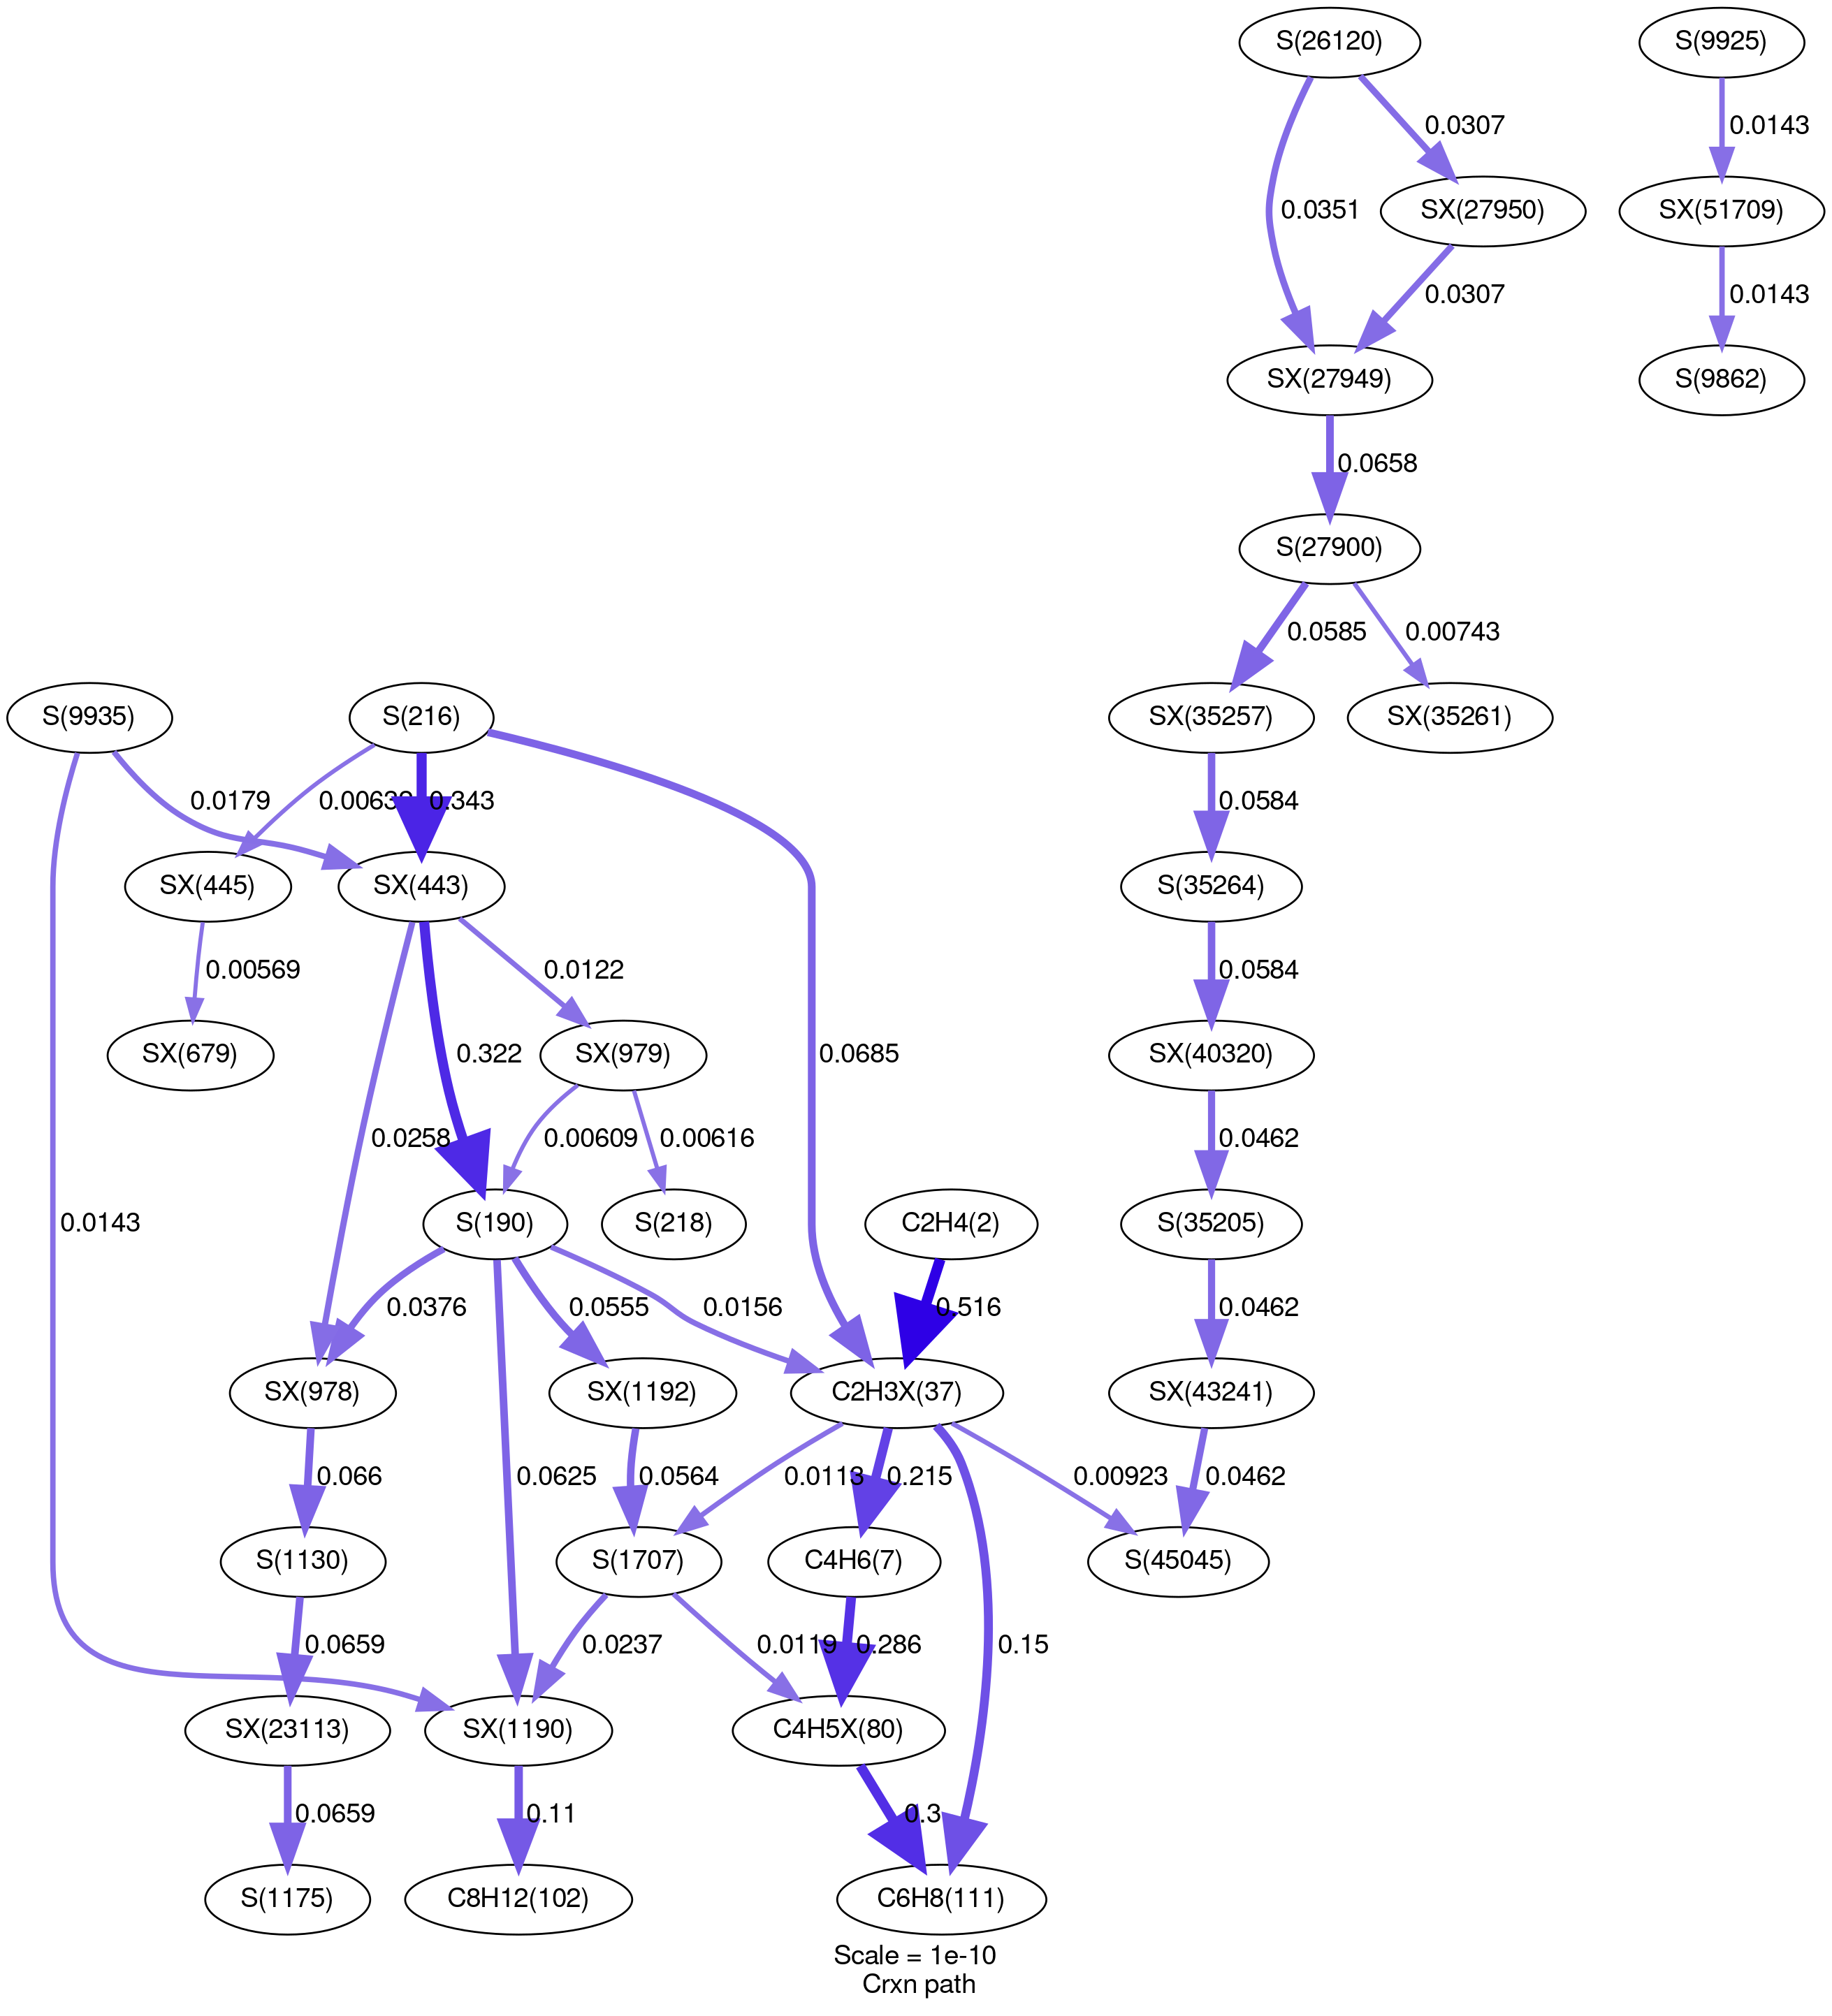 S(26120)
S(9925)
0.0307
0.0143
0.0351
SX(27950)
SX(51709)
0.0307
0.0143
SX(27949)
S(9862)
0.0658
S(27900)
0.0585
0.00743
S(9935)
S(216)
SX(35257)
SX(35261)
0.0179
0.343
0.0584
SX(445)
SX(443)
0.0685
S(35264)
0.00569
0.322
0.0122
0.0584
SX(679)
SX(979)
SX(40320)
0.0258
0.00609
0.00616
0.0462
0.0143
S(190)
S(218)
C2H4(2)
S(35205)
0.0376
0.0555
0.0156
0.516
0.0462
SX(978)
SX(1192)
C2H3X(37)
SX(43241)
0.066
0.0625
0.0564
0.0113
0.215
0.00923
0.0462
S(1130)
S(1707)
C4H6(7)
S(45045)
0.0659
0.0237
0.0119
0.286
0.15
SX(23113)
SX(1190)
C4H5X(80)
0.0659
0.11
0.3
S(1175)
C8H12(102)
C6H8(111)
Scale = 1e-10
Crxn path